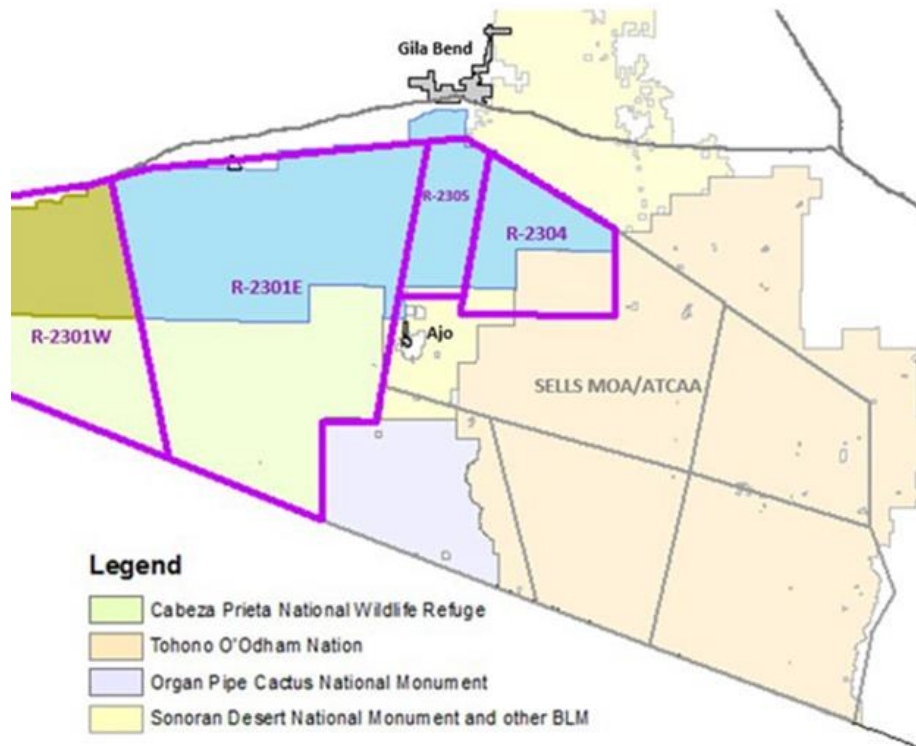 Gila Bend
R-2305
R-2304
R-2301E
R-2301W
Ajo
SELLS MOA/ATCAA
Legend
Cabeza Prieta National Wildlife Refuge
Tohono O'Odham Nation
Organ Pipe Cactus National Monument
Sonoran Desert National Monument and other BLM